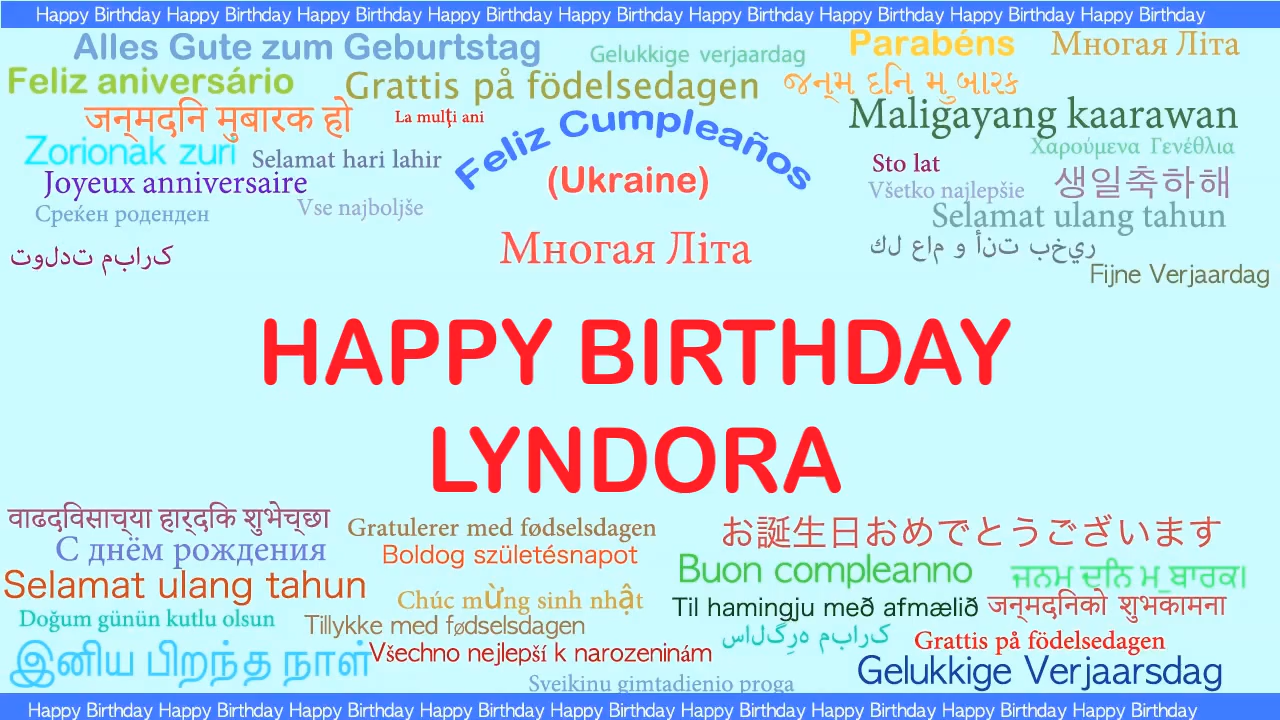 Happy Birthday Happy Birthday Happy Birthday Happy Birthday Happy Birthday Happy Birthday Happy Birthday Happy Birthday Happy Birthday
Alles Gute zum Geburtstag
Gelukkige verjaardag
Parabéns
Многая Літа
Feliz aniversário
Grattis på födelsedagen
જન્મ દિન મુબારક
जन्मदिन मुबारक हो
La mulţi ani
Feliz Cumpleaños
Maligayang kaarawan
Zorionak zuri
Selamat hari lahir
(Ukraine)
Sto lat
Χαρούμενα Γενέθλια
Joyeux anniversaire
Všetko najlepšie
생일축하해
Среќен роденден
Vse najboljše
Selamat ulang tahun
Многая Літа
تولدت مبارک
كل عام و أنت بخير
Fijne Verjaardag
HAPPY BIRTHDAY
LYNDORA
वाढदिवसाच्या हार्दिक शुभेच्छा
Gratulerer med fødselsdagen
お誕生日おめでとうございます
С днём рождения
Boldog születésnapot
Buon compleanno
ਜਨਮ ਦਿਨ ਮੁਬਾਰਕ।
Selamat ulang tahun
Chúc mừng sinh nhật
Til hamingju með afmælið
जन्मदिनको शुभकामना
Doğum günün kutlu olsun
Tillykke med fødselsdagen
سالگرہ مبارک
Grattis på födelsedagen
இனிய பிறந்த நாள்
Všechno nejlepší k narozeninám
Gelukkige Verjaarsdag
Sveikinu gimtadienio proga
Happy Birthday Happy Birthday Happy Birthday Happy Birthday Happy Birthday Happy Birthday Happy Birthday Happy Birthday Happy Birthday